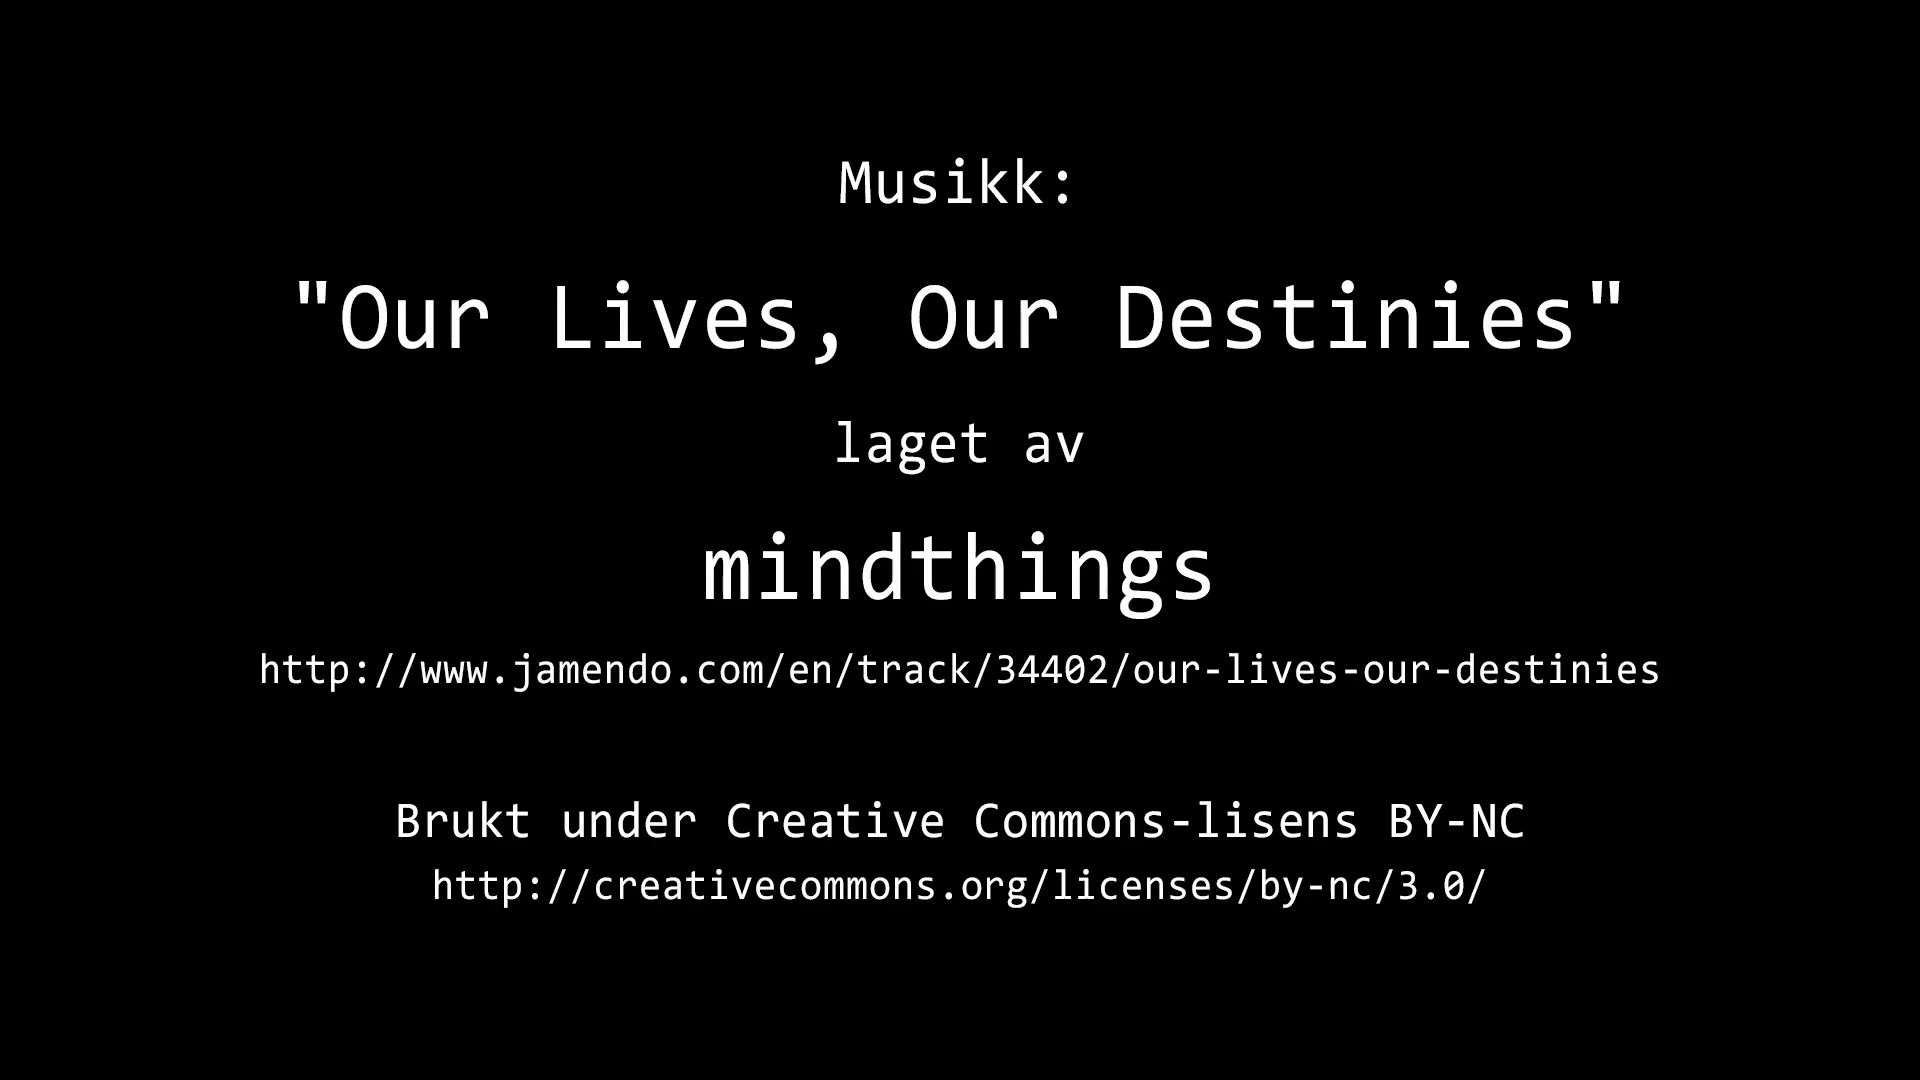 Musikk:
"Our Lives, Our Destinies"
laget av
mindthings
http://www.jamendo.com/en/track/34402/our-lives-our-destinies
Brukt under Creative Commons-lisens BY-NC
http://creativecommons.org/licenses/by-nc/3.0/